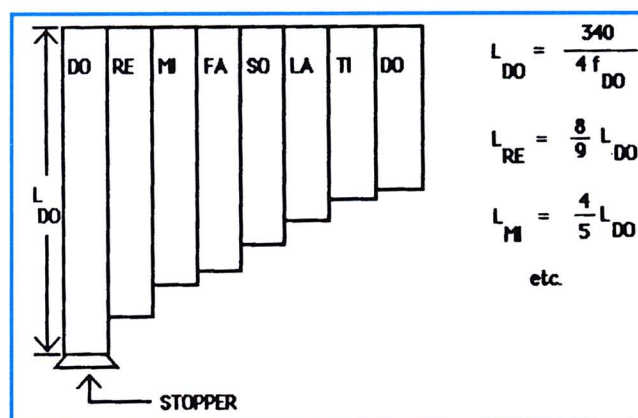 DO RE MI FA SO LA TI DO
L DO
STOPPER
L DO = 340 / 4 f DO
L RE = 8/9 L DO
L MI = 4/5 L DO
etc.